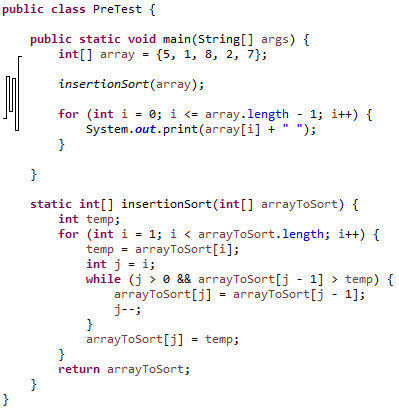 public class PreTest {
public static void main(String[] args) {
int[] array = {5, 1, 8, 2, 7};
insertionSort(array);
for (int i = 0; i <= array.length - 1; i++) {
System.out.print(array[i] + " ");
}
}
static int[] insertionSort(int[] arrayToSort) {
int temp;
for (int i = 1; i < arrayToSort.length; i++) {
temp = arrayToSort[i];
int j = i;
while (j > 0 && arrayToSort[j - 1] > temp) {
arrayToSort[j] = arrayToSort[j - 1];
j--;
}
arrayToSort[j] = temp;
}
return arrayToSort;
}
}